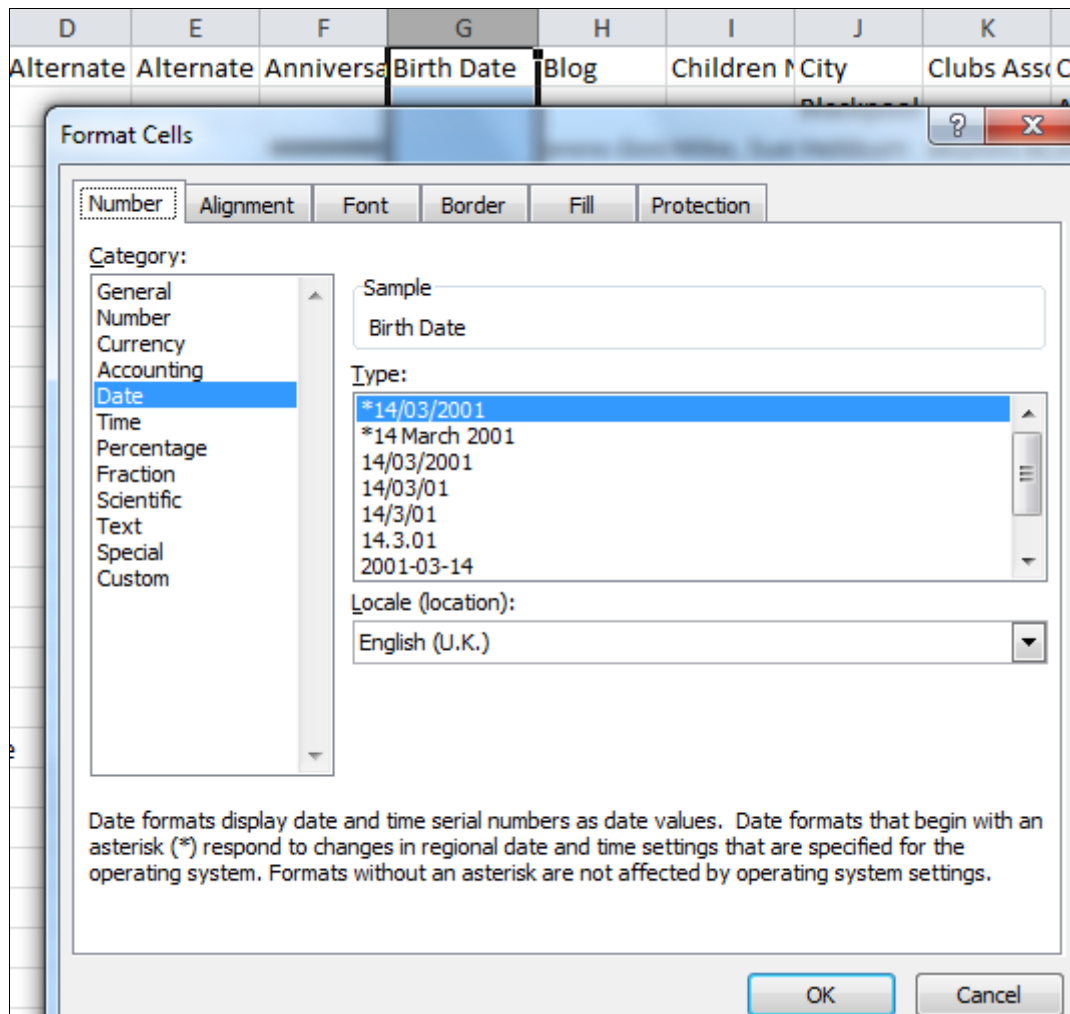 D E F G H I J K
Alternate Alternate Anniversa Birth Date Blog Children N City Clubs Asso C
Blackpool
Format Cells
Number Alignment Font Border Fill Protection
Category:
General
Number
Currency
Accounting
Date
Time
Percentage
Fraction
Scientific
Text
Special
Custom
Sample
Birth Date
Type:
*14/03/2001
*14 March 2001
14/03/2001
14/03/01
14/3/01
14.3.01
2001-03-14
Locale (location):
English (U.K.)
Date formats display date and time serial numbers as date values. Date formats that begin with an
asterisk (*) respond to changes in regional date and time settings that are specified for the
operating system. Formats without an asterisk are not affected by operating system settings.
OK Cancel